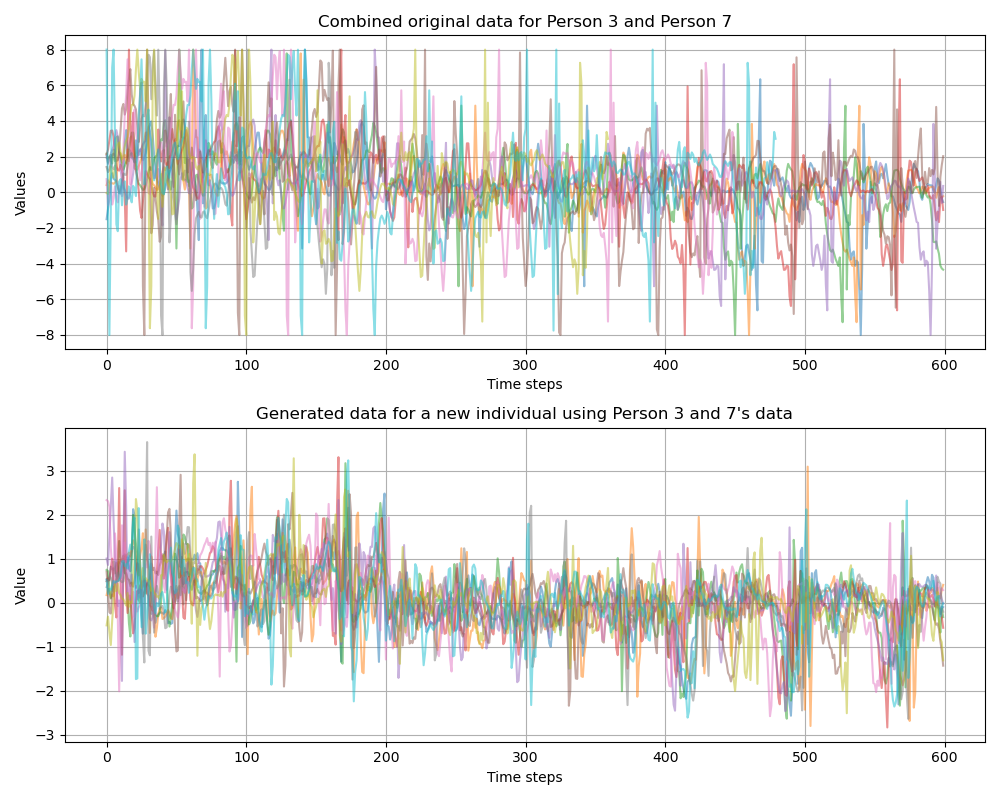 Combined original data for Person 3 and Person 7
8
6
4
2
0
−2
−4
−6
−8
Values
0 100 200 300 400 500 600
Time steps
Generated data for a new individual using Person 3 and 7's data
3
2
1
0
−1
−2
−3
Value
0 100 200 300 400 500 600
Time steps